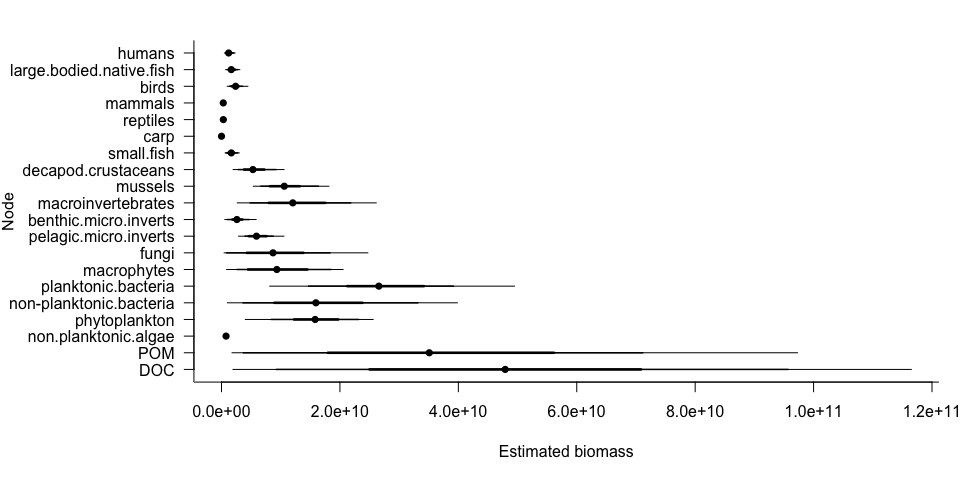 humans
large.bodied.native.fish
birds
mammals
reptiles
carp
small.fish
decapod.crustaceans
mussels
macroinvertebrates
benthic.micro.inverts
pelagic.micro.inverts
fungi
macrophytes
planktonic.bacteria
non-planktonic.bacteria
phytoplankton
non.planktonic.algae
POM
DOC
Node
0.0e+00 2.0e+10 4.0e+10 6.0e+10 8.0e+10 1.0e+11 1.2e+11
Estimated biomass